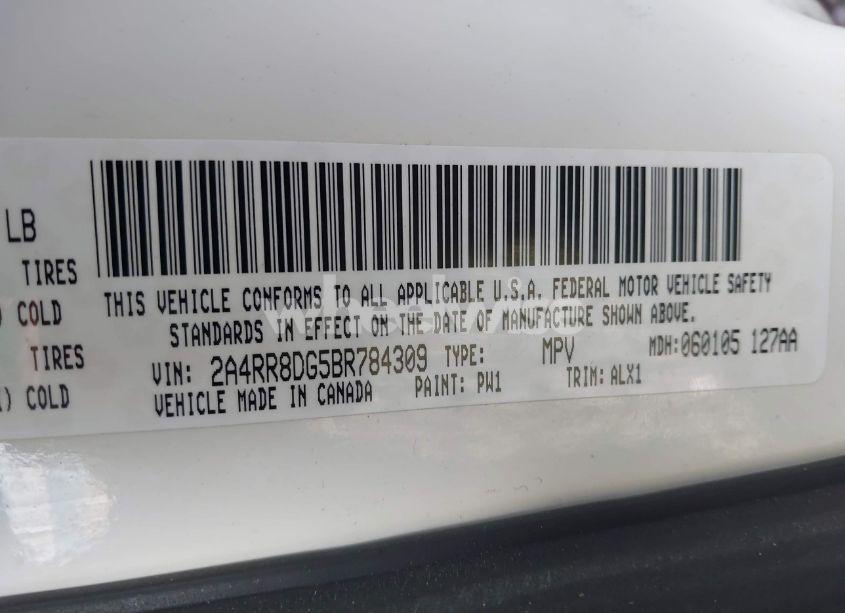 LB
TIRES
COLD
TIRES
) COLD
THIS VEHICLE CONFORMS TO ALL APPLICABLE U.S.A. FEDERAL MOTOR VEHICLE SAFETY
STANDARDS IN EFFECT ON THE DATE OF MANUFACTURE SHOWN ABOVE.
VIN: 2A4RR8DG5BR784309 TYPE: MPV MDH: 060105 127AA
VEHICLE MADE IN CANADA PAINT: PW1 TRIM: ALX1